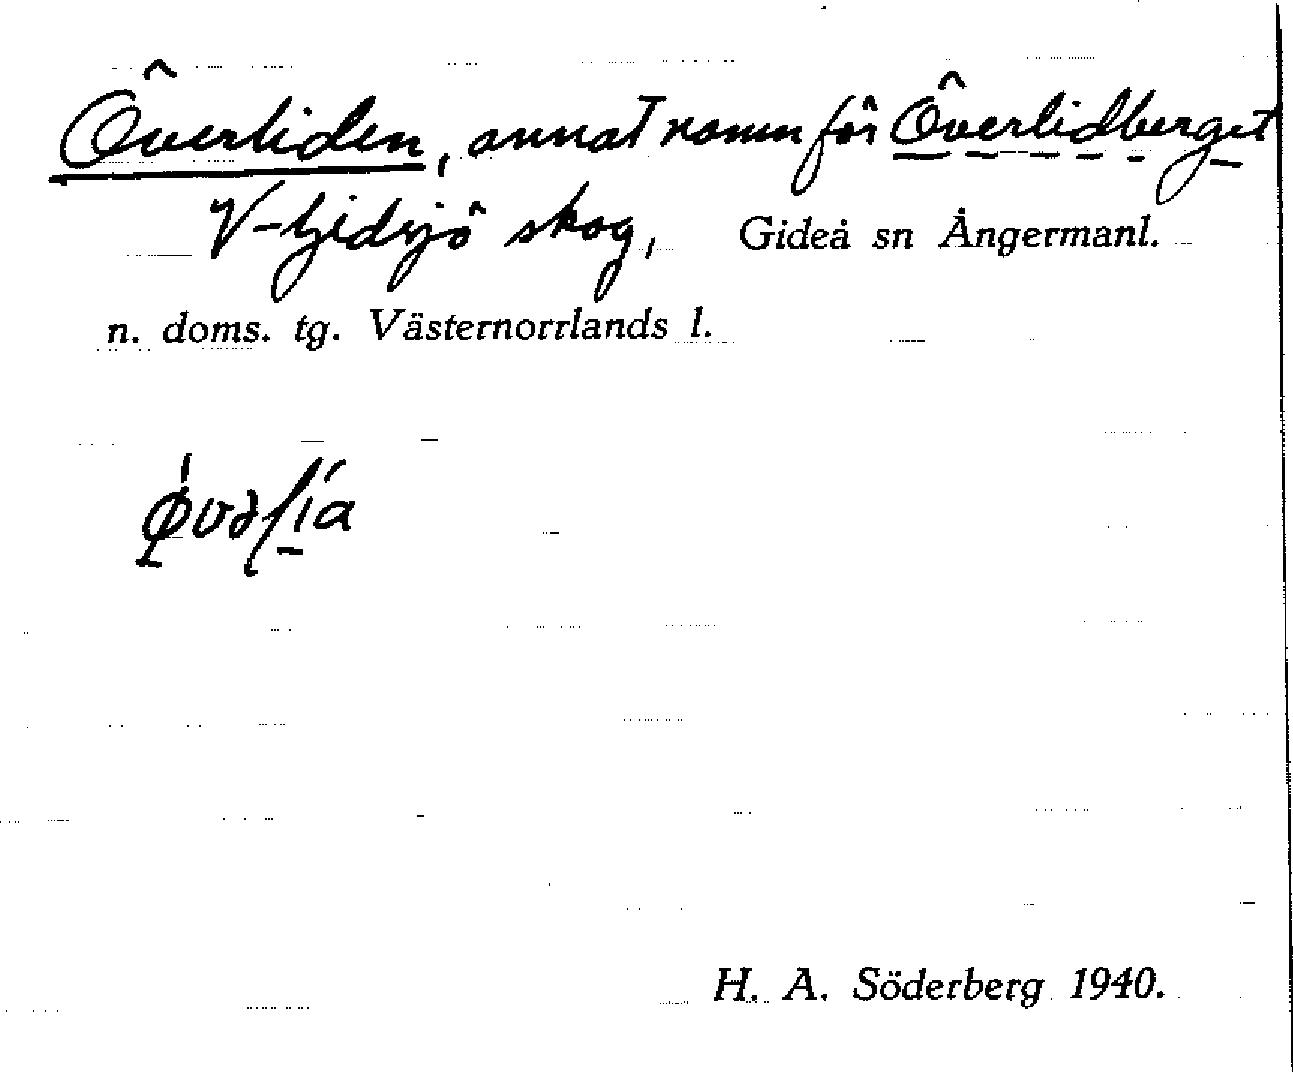 Överliden, annat namn för Överlidberget
V-Gidsjö skog, Gideå sn Ångermanl.
n. doms. tg. Västernorrlands l.
H. A. Söderberg 1940.